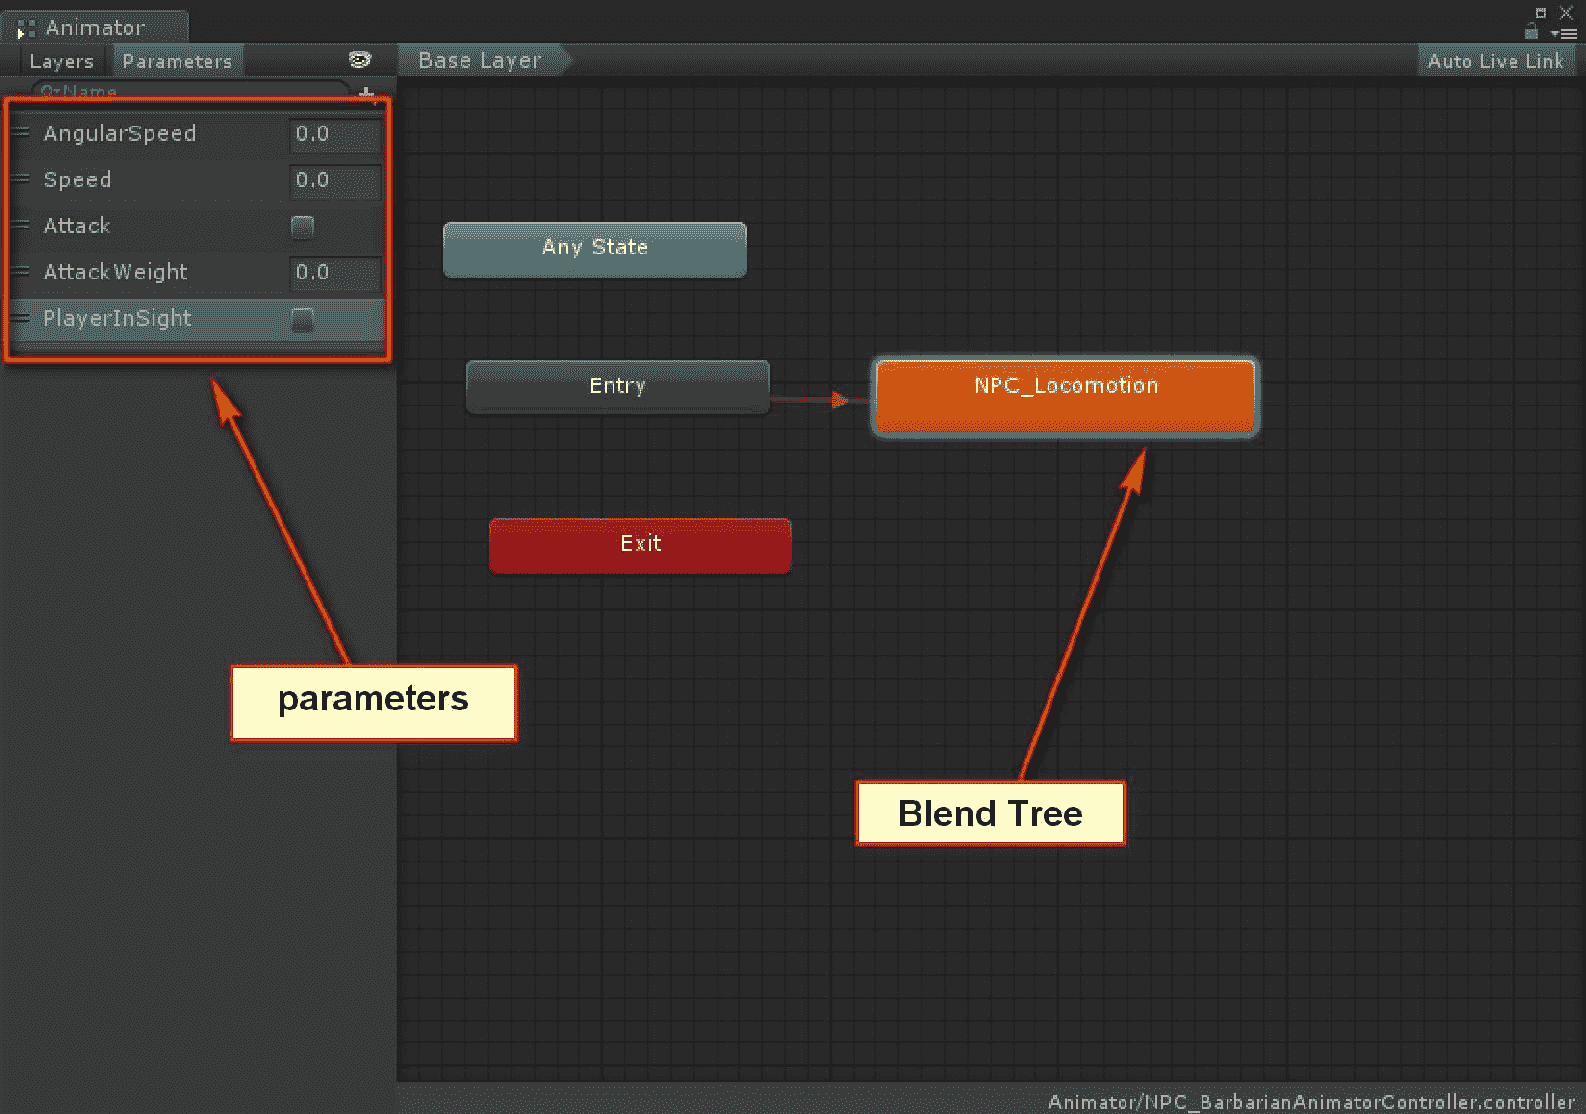 Animator
Layers Parameters Base Layer Auto Live Link
Name
AngularSpeed 0.0
Speed 0.0
Attack
AttackWeight 0.0
PlayerInSight
Any State
Entry
NPC_Locomotion
Exit
parameters
Blend Tree
Animator/NPC_BarbarianAnimatorController.controller